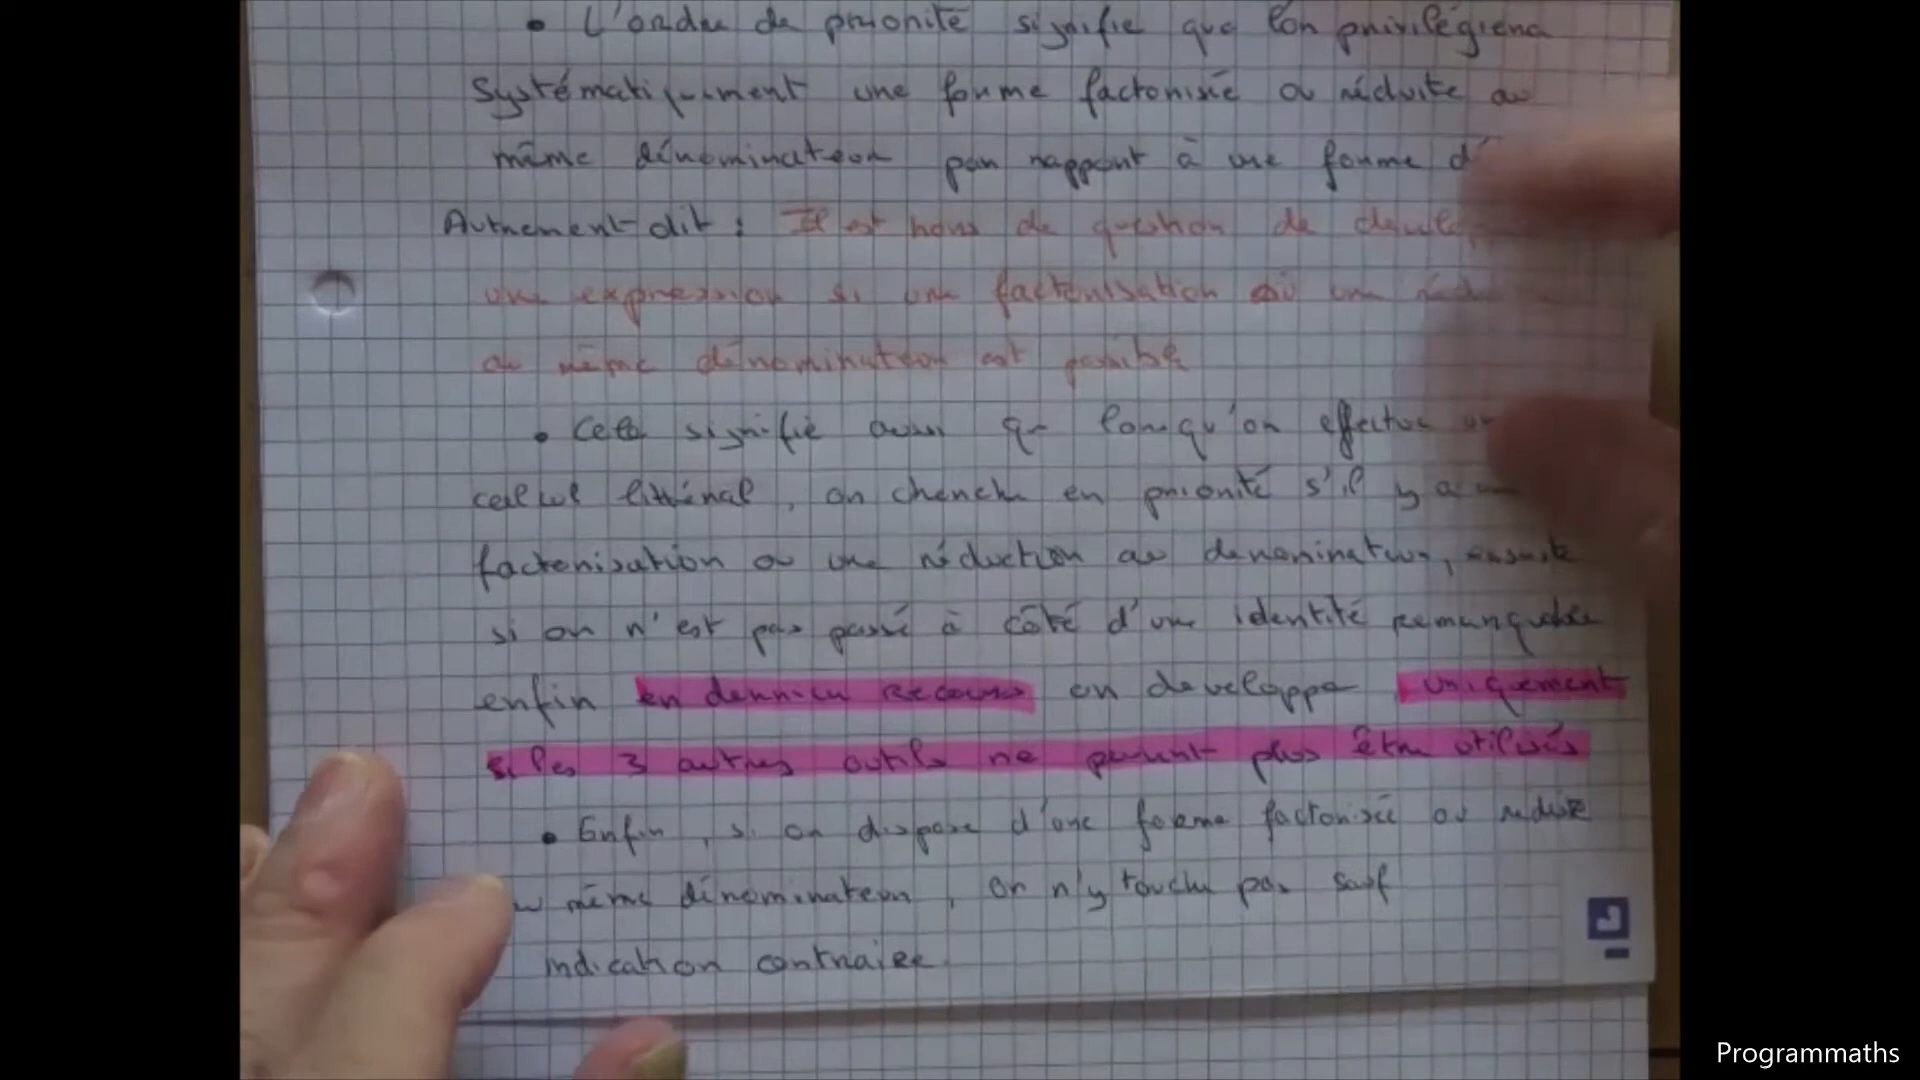 • L'ordre de priorité signifie que l'on privilégiera
systématiquement une forme factorisée ou réduite au
même dénominateur par rapport à une forme
Autrement dit : Il est hors de question de
une expression si une factorisation où une
au même dénominateur est possible
• Cela signifie aussi que lorsqu'on effectue
calcul littéral, on cherche en priorité s'il y a
factorisation ou une réduction au dénominateur, ensuite
si on n'est pas passé à côté d'une identité remarquable
enfin en dernier recours on développe uniquement
si les 3 autres outils ne peuvent plus être utilisés
• Enfin, si on dispose d'une forme factorisée ou réduite
au même dénominateur, on n'y touche pas sauf
indication contraire
Programmaths